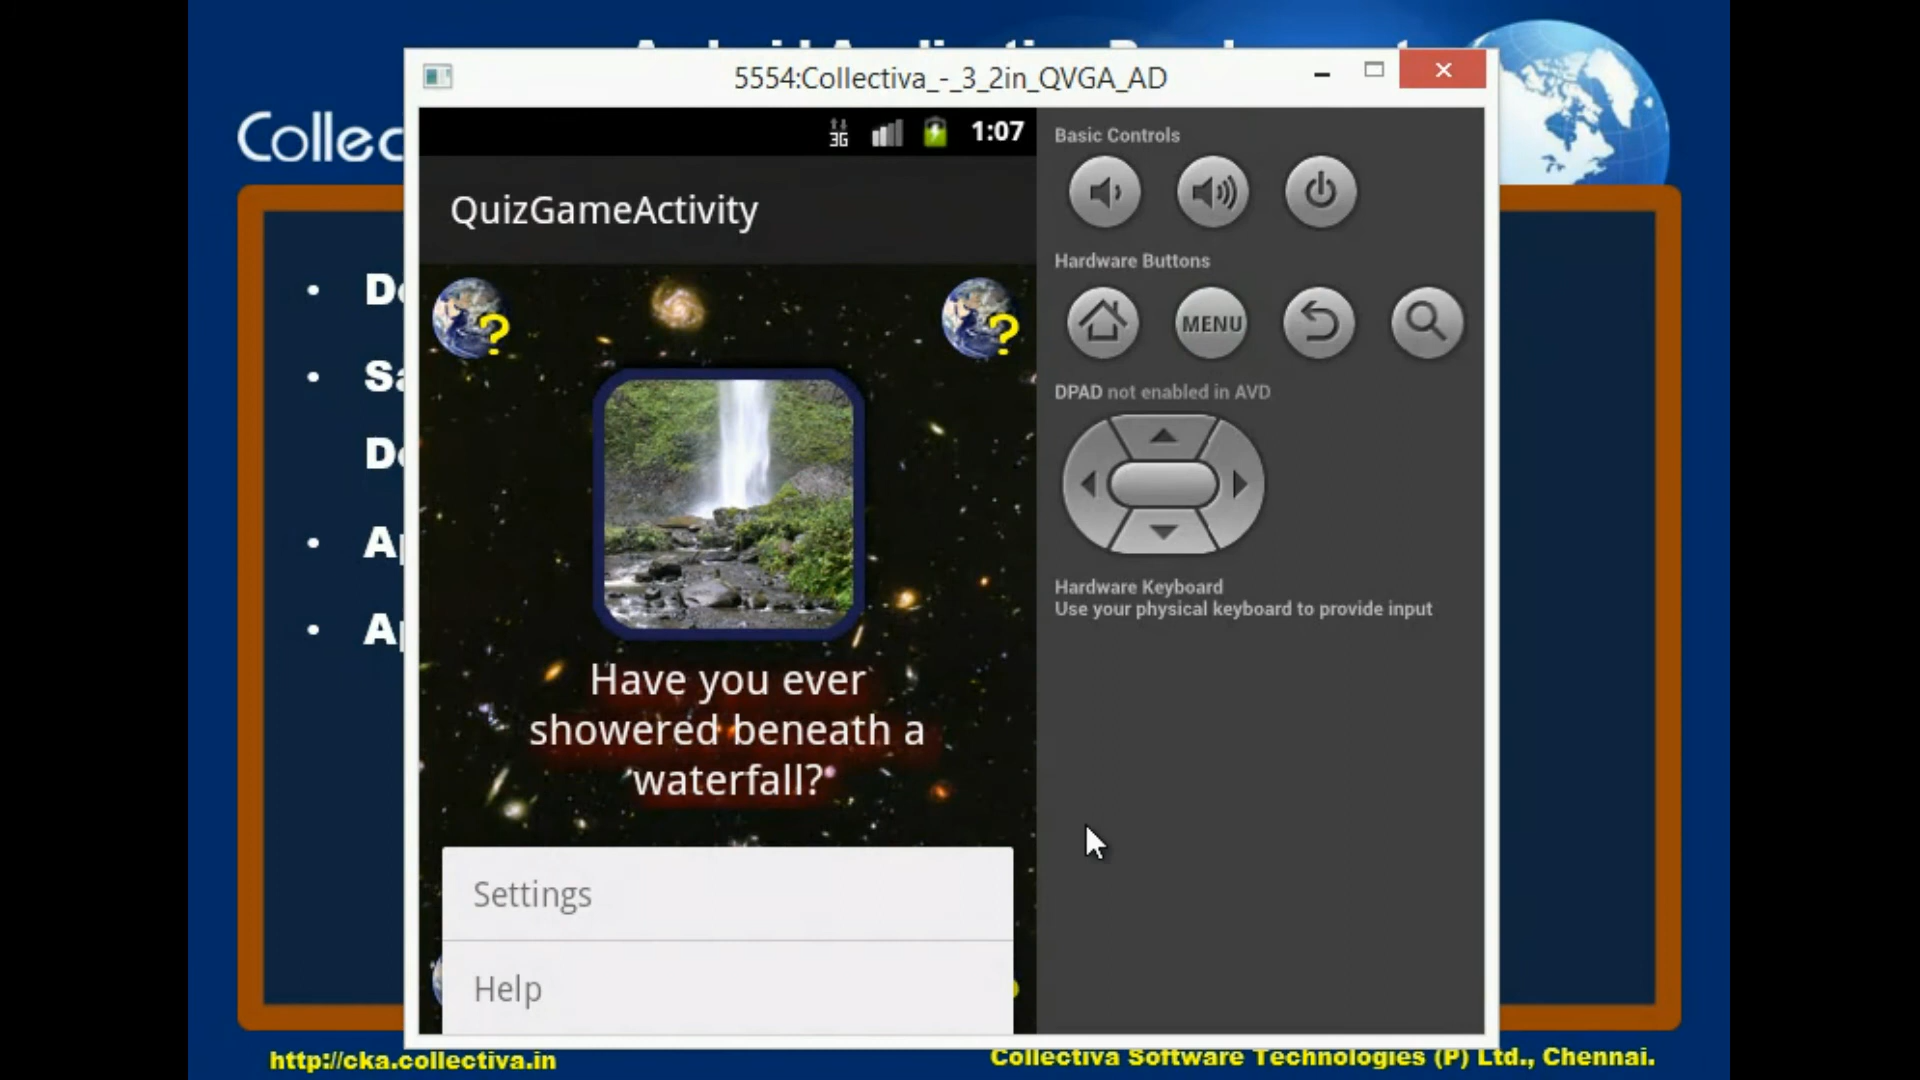 5554:Collectiva_-_3_2in_QVGA_AD
Collec
3G
1:07
QuizGameActivity
?
?
Have you ever
showered beneath a
waterfall?
Settings
Help
Basic Controls
Hardware Buttons
MENU
DPAD not enabled in AVD
Hardware Keyboard
Use your physical keyboard to provide input
http://cka.collectiva.in
Collectiva Software Technologies (P) Ltd., Chennai.